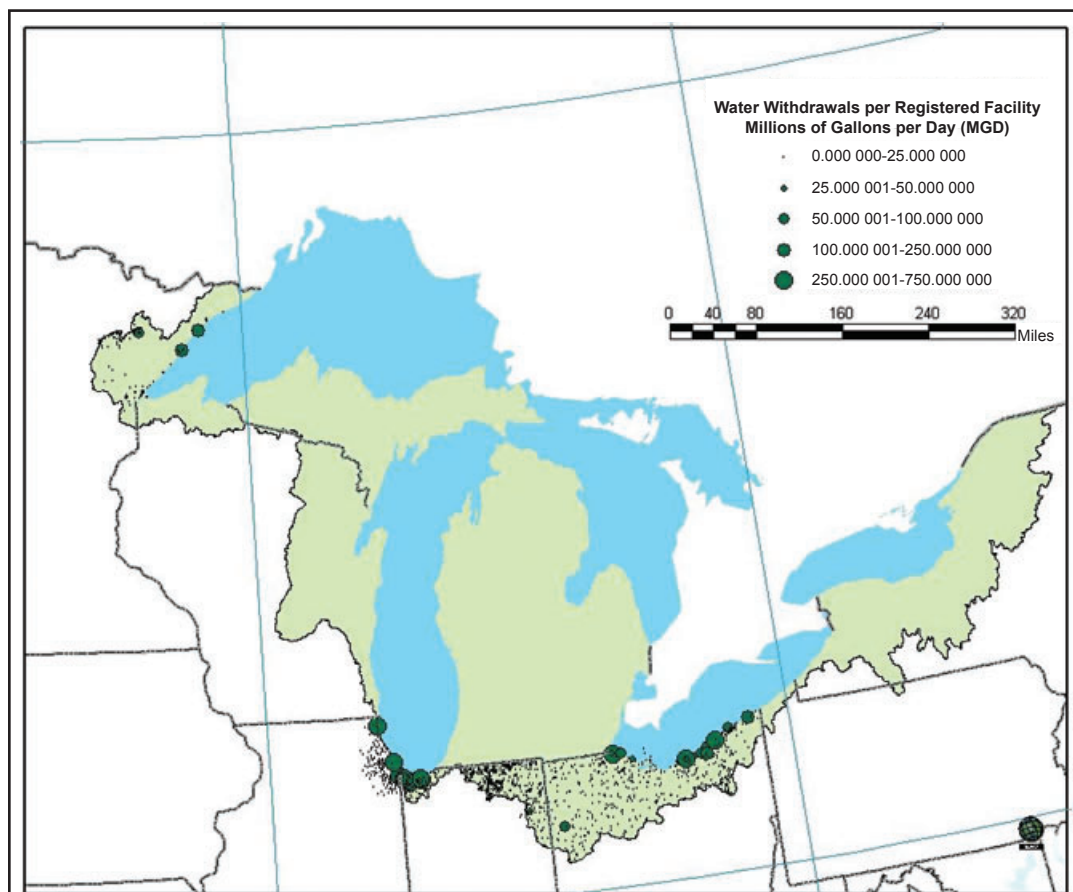 Water Withdrawals per Registered Facility
Millions of Gallons per Day (MGD)
0.000 000-25.000 000
25.000 001-50.000 000
50.000 001-100.000 000
100.000 001-250.000 000
250.000 001-750.000 000
0 40 80 160 240 320
Miles